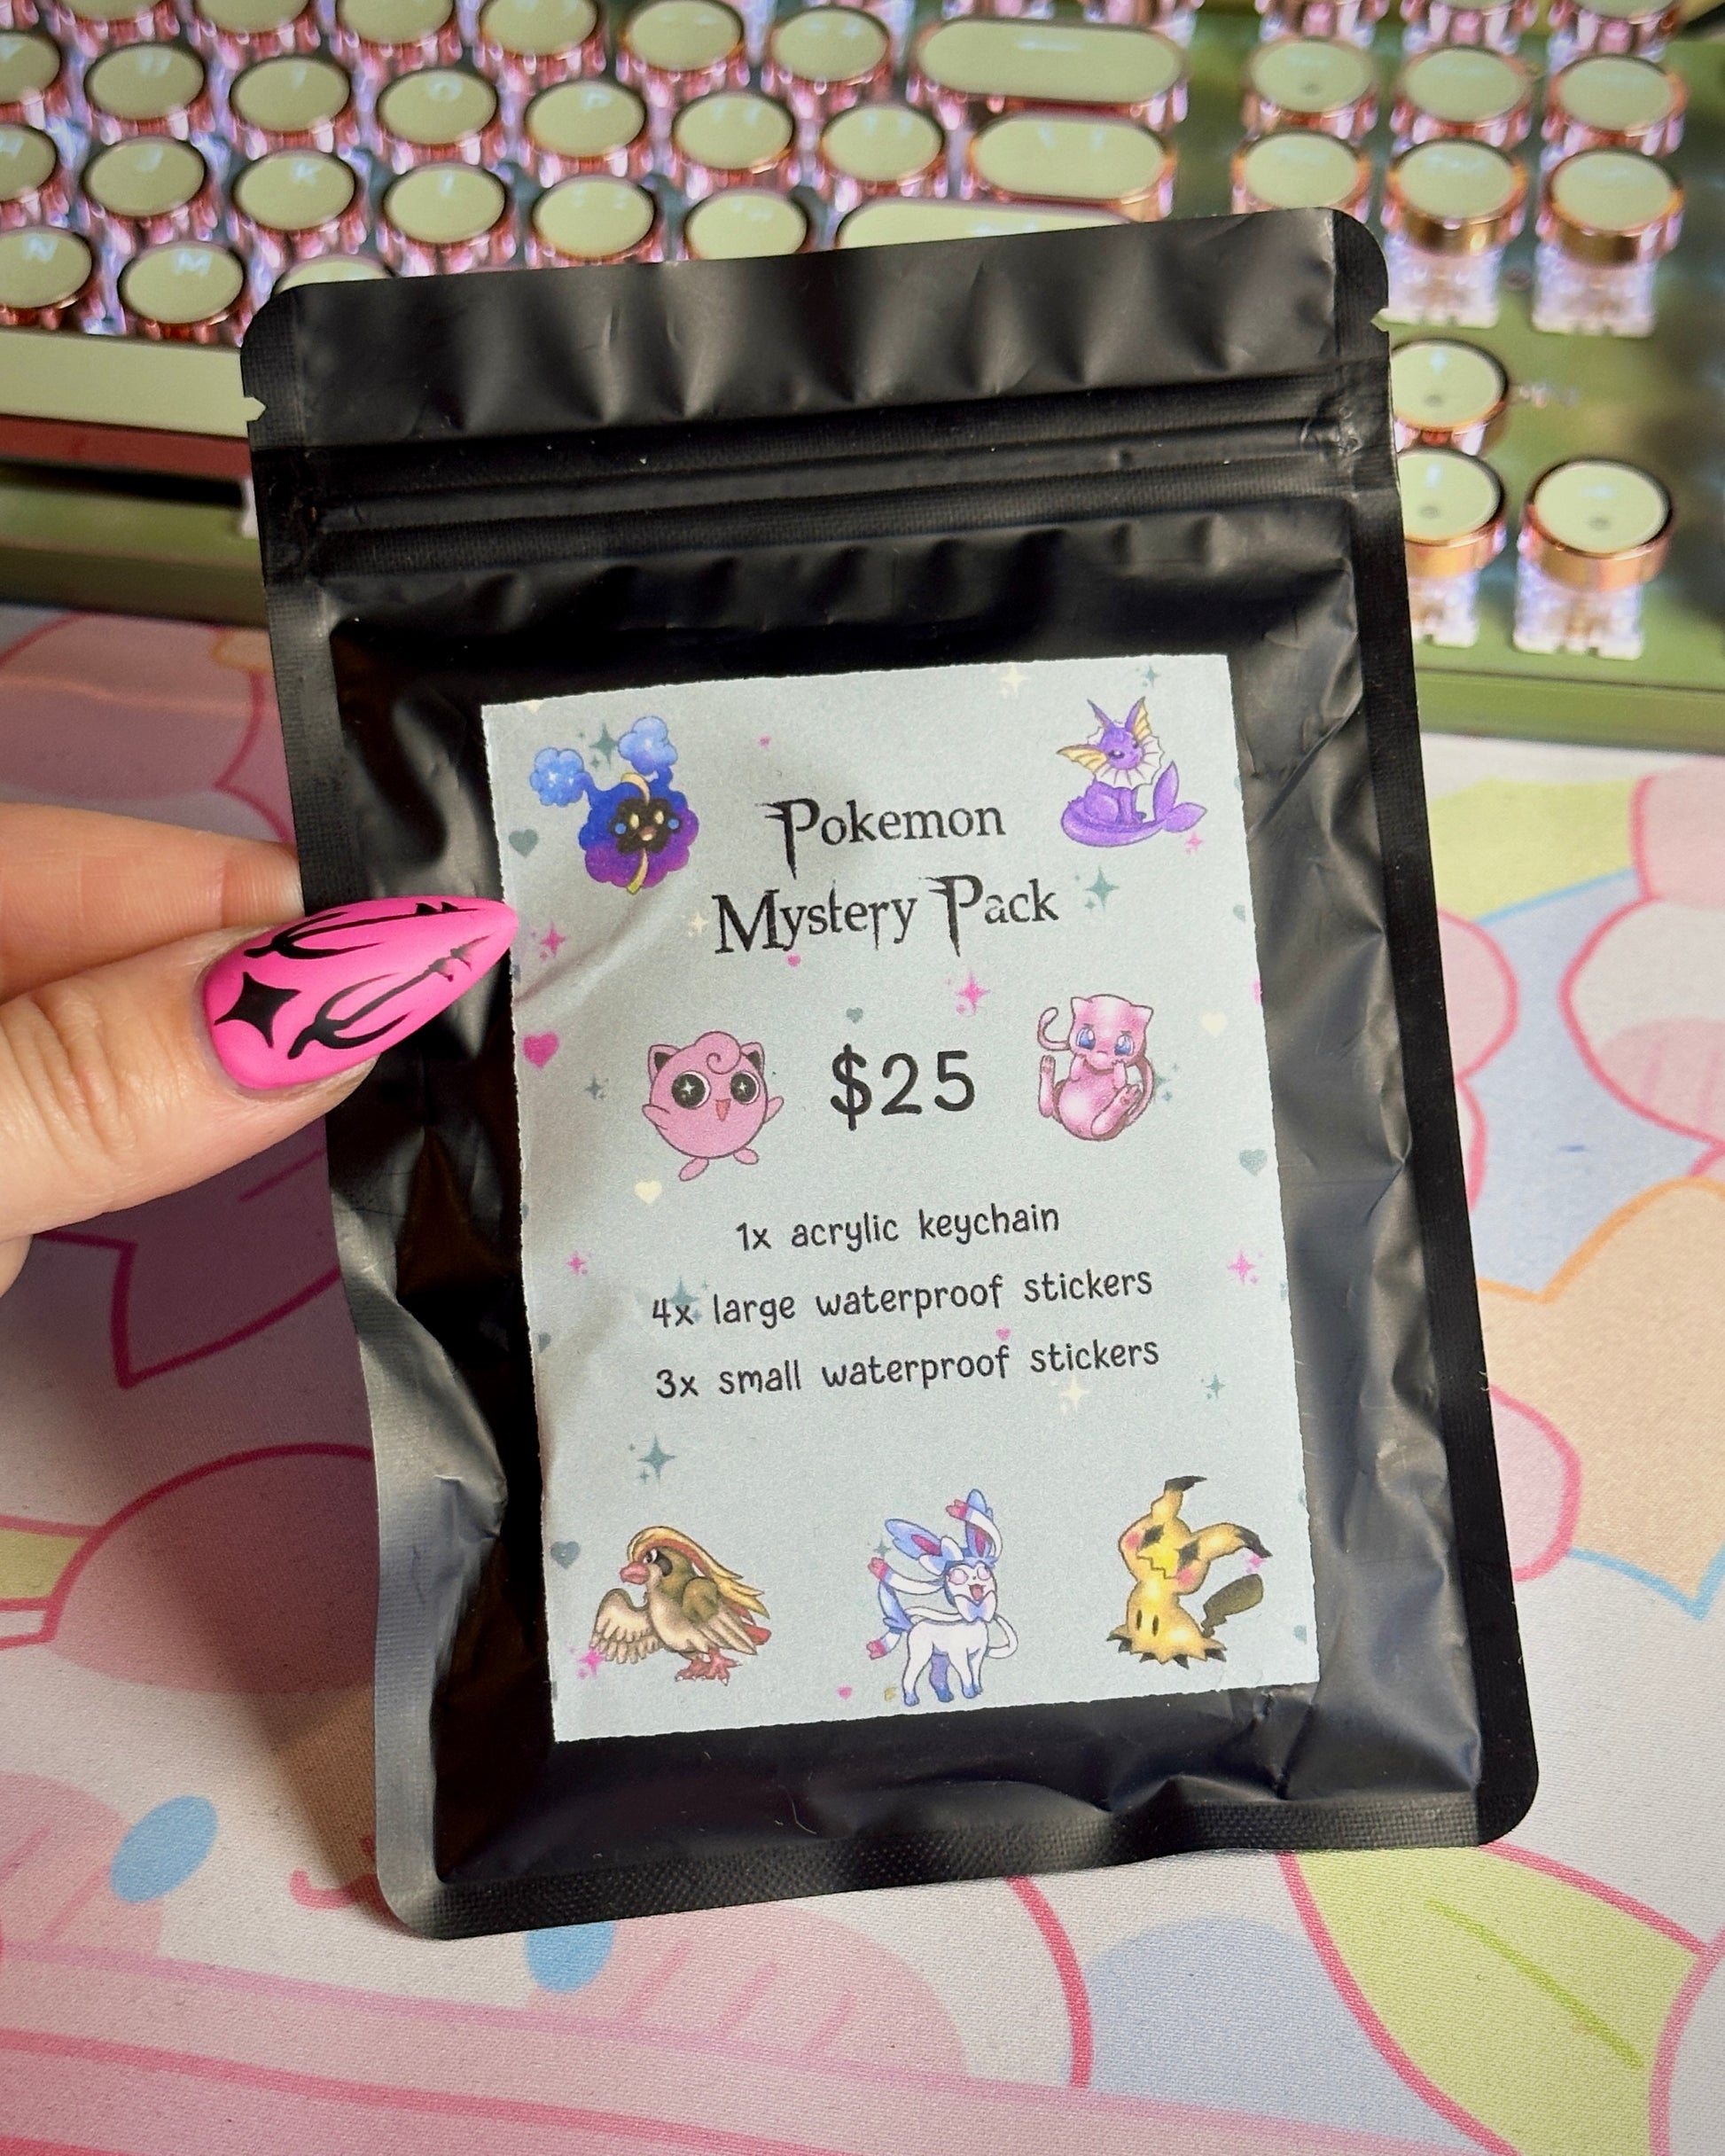 Pokemon
Mystery Pack
$25
1x acrylic keychain
4x large waterproof stickers
3x small waterproof stickers
K
N
M